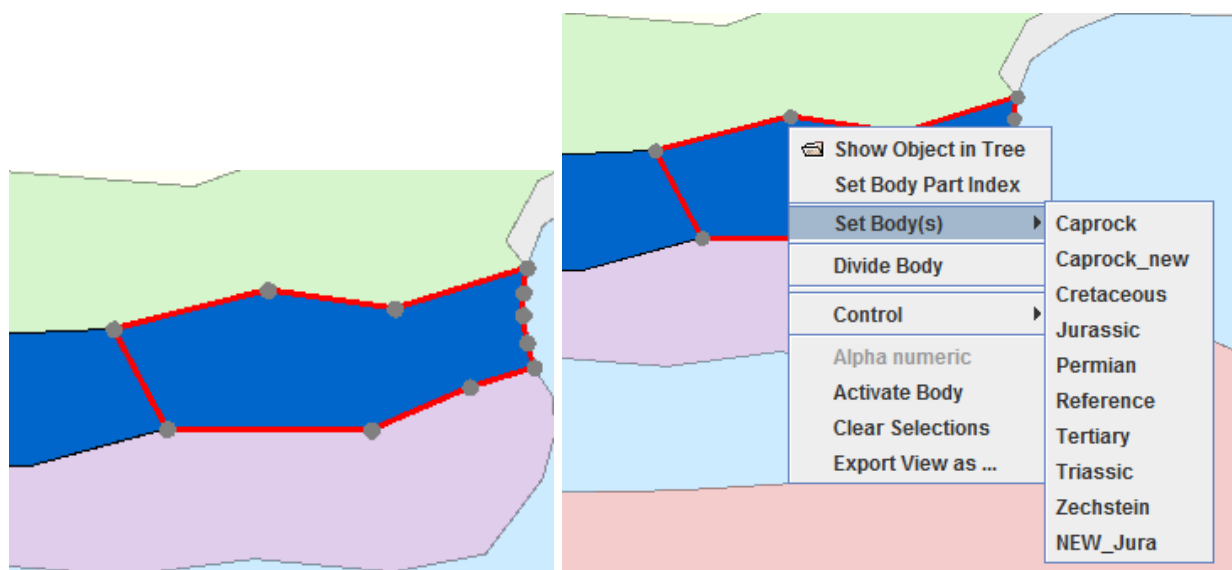 Show Object in Tree
Set Body Part Index
Set Body(s)
Divide Body
Control
Alpha numeric
Activate Body
Clear Selections
Export View as ...
Caprock
Caprock_new
Cretaceous
Jurassic
Permian
Reference
Tertiary
Triassic
Zechstein
NEW_Jura